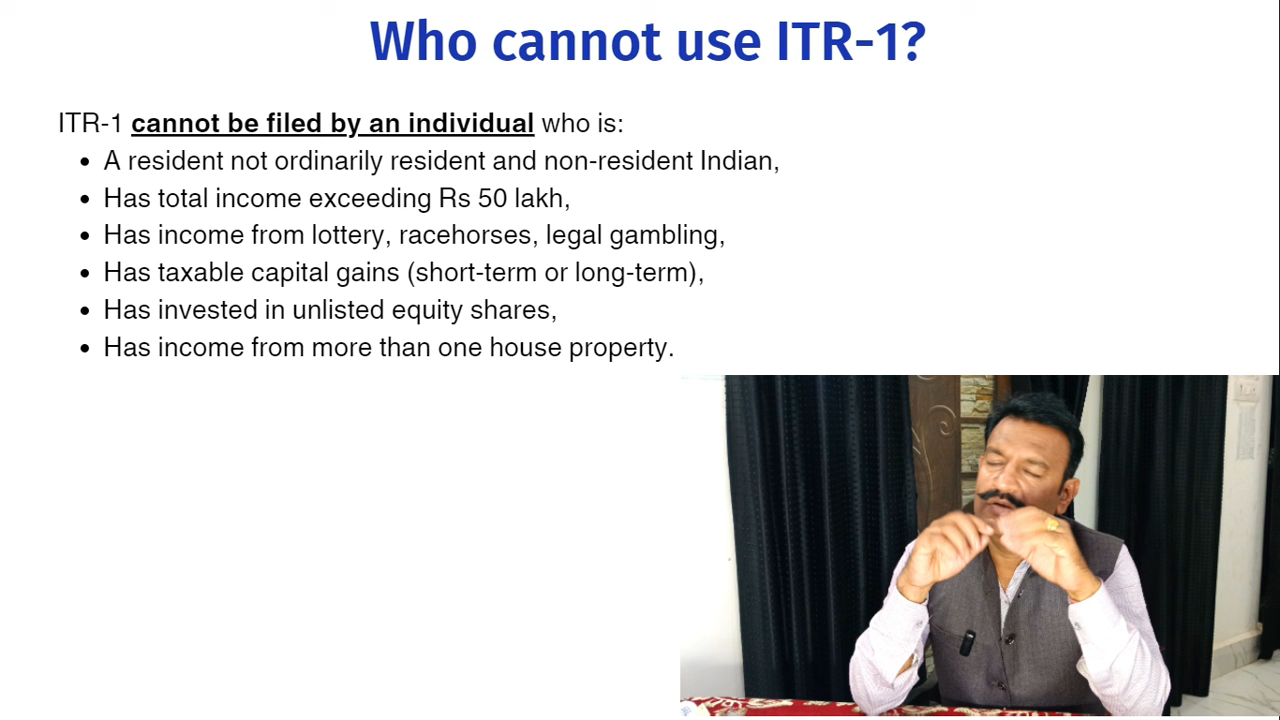 Who cannot use ITR-1?
ITR-1 cannot be filed by an individual who is:
• A resident not ordinarily resident and non-resident Indian,
• Has total income exceeding Rs 50 lakh,
• Has income from lottery, racehorses, legal gambling,
• Has taxable capital gains (short-term or long-term),
• Has invested in unlisted equity shares,
• Has income from more than one house property.